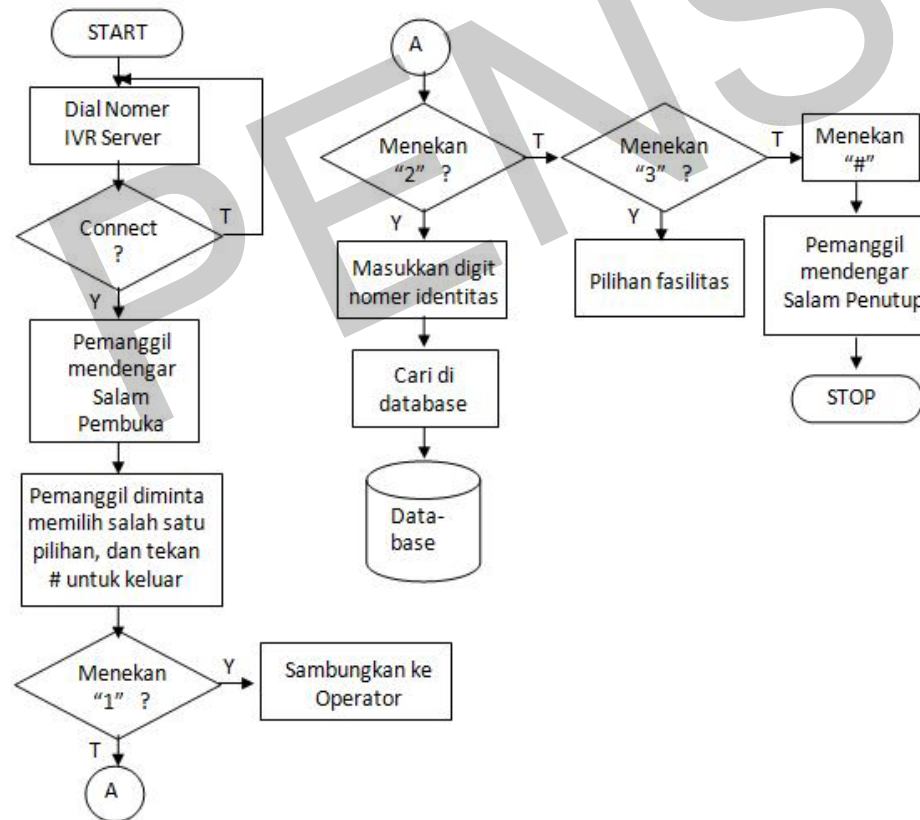 START
Dial Nomer
IVR Server
Connect
?
T
Y
Pemanggil
mendengar
Salam
Pembuka
Pemanggil diminta
memilih salah satu
pilihan, dan tekan
# untuk keluar
Menekan
“1” ?
Y
Sambungkan ke
Operator
T
A
A
Menekan
“2” ?
T
Y
Masukkan digit
nomer identitas
Cari di
database
Data-
base
Menekan
“3” ?
T
Y
Pilihan fasilitas
Menekan
“#”
Pemanggil
mendengar
Salam Penutup
STOP
PENS